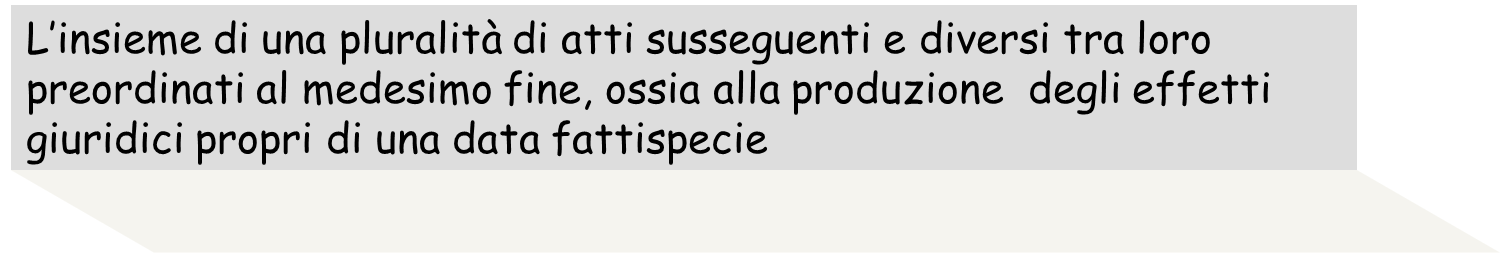 L’insieme di una pluralità di atti susseguenti e diversi tra loro
preordinati al medesimo fine, ossia alla produzione  degli effetti
giuridici propri di una data fattispecie